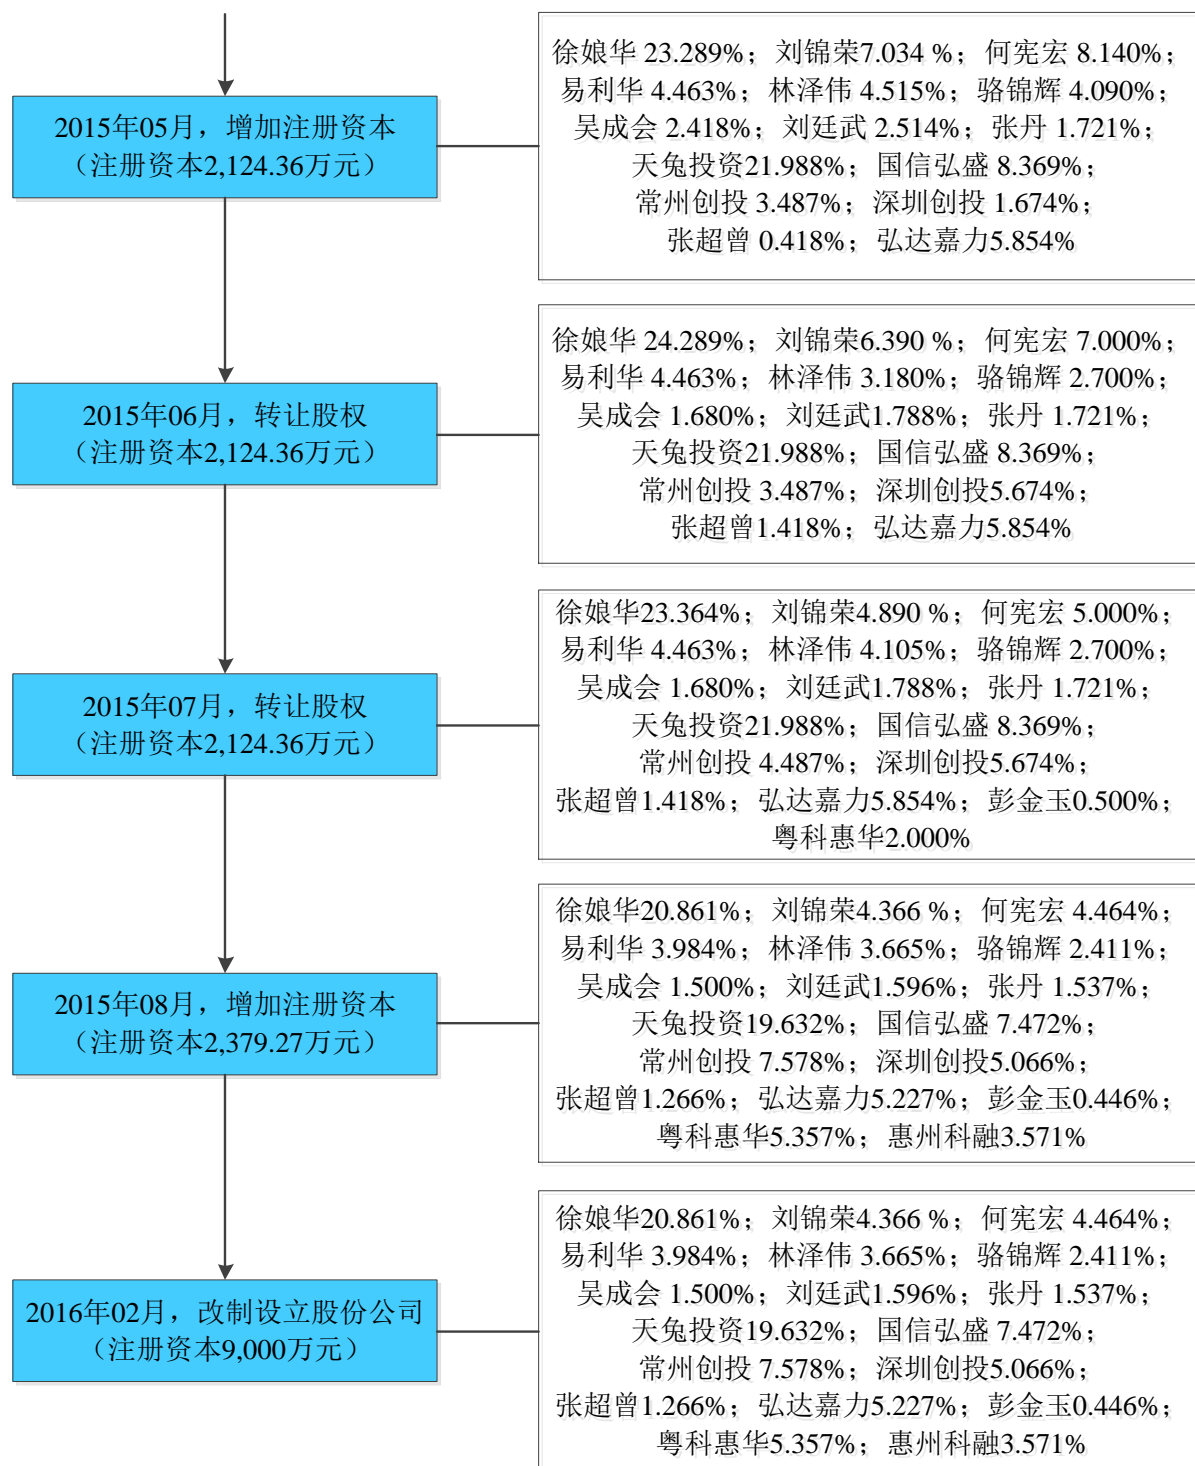 徐娘华 23.289%；刘锦荣7.034 %；何宪宏 8.140%；
易利华 4.463%；林泽伟 4.515%；骆锦辉 4.090%；
吴成会 2.418%；刘廷武 2.514%；张丹 1.721%；
天兔投资21.988%；国信弘盛 8.369%；
常州创投 3.487%；深圳创投 1.674%；
张超曾 0.418%；弘达嘉力5.854%
2015年05月，增加注册资本
（注册资本2,124.36万元）
徐娘华 24.289%；刘锦荣6.390 %；何宪宏 7.000%；
易利华 4.463%；林泽伟 3.180%；骆锦辉 2.700%；
吴成会 1.680%；刘廷武1.788%；张丹 1.721%；
天兔投资21.988%；国信弘盛 8.369%；
常州创投 3.487%；深圳创投5.674%；
张超曾1.418%；弘达嘉力5.854%
2015年06月，转让股权
（注册资本2,124.36万元）
徐娘华23.364%；刘锦荣4.890 %；何宪宏 5.000%；
易利华 4.463%；林泽伟 4.105%；骆锦辉 2.700%；
吴成会 1.680%；刘廷武1.788%；张丹 1.721%；
天兔投资21.988%；国信弘盛 8.369%；
常州创投 4.487%；深圳创投5.674%；
张超曾1.418%；弘达嘉力5.854%；彭金玉0.500%；
粤科惠华2.000%
2015年07月，转让股权
（注册资本2,124.36万元）
徐娘华20.861%；刘锦荣4.366 %；何宪宏 4.464%；
易利华 3.984%；林泽伟 3.665%；骆锦辉 2.411%；
吴成会 1.500%；刘廷武1.596%；张丹 1.537%；
天兔投资19.632%；国信弘盛 7.472%；
常州创投 7.578%；深圳创投5.066%；
张超曾1.266%；弘达嘉力5.227%；彭金玉0.446%；
粤科惠华5.357%；惠州科融3.571%
2015年08月，增加注册资本
（注册资本2,379.27万元）
徐娘华20.861%；刘锦荣4.366 %；何宪宏 4.464%；
易利华 3.984%；林泽伟 3.665%；骆锦辉 2.411%；
吴成会 1.500%；刘廷武1.596%；张丹 1.537%；
天兔投资19.632%；国信弘盛 7.472%；
常州创投 7.578%；深圳创投5.066%；
张超曾1.266%；弘达嘉力5.227%；彭金玉0.446%；
粤科惠华5.357%；惠州科融3.571%
2016年02月，改制设立股份公司
（注册资本9,000万元）